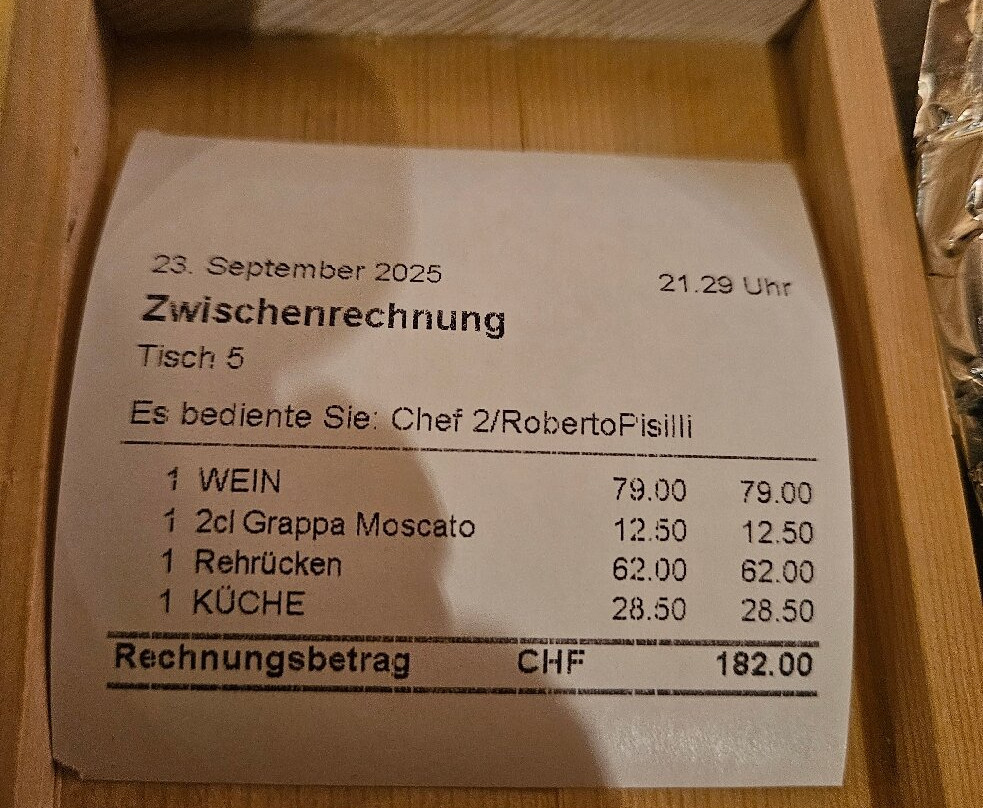 23. September 2025 21.29 Uhr
Zwischenrechnung
Tisch 5
Es bediente Sie: Chef 2/RobertoPisilli
1 WEIN 79.00 79.00
1 2cl Grappa Moscato 12.50 12.50
1 Rehrücken 62.00 62.00
1 KÜCHE 28.50 28.50
Rechnungsbetrag CHF 182.00